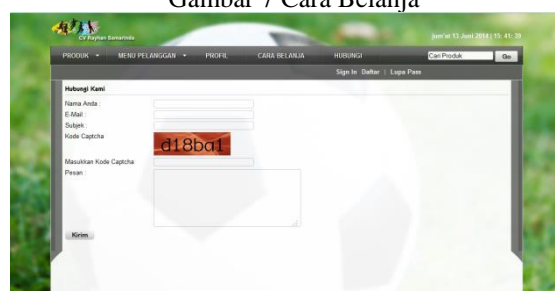 Gambar 7 Cara Belanja
CV Rayhan Samarinda
jum'at 13 Juni 2014 | 15: 41: 39
PRODUK MENU PELANGGAN PROFIL CARA BELANJA HUBUNGI Cari Produk Go
Sign In Daftar | Lupa Pass
Hubungi Kami
Nama Anda :
E-Mail :
Subjek :
Kode Captcha
d18ba1
Masukkan Kode Captcha
Pesan :
Kirim